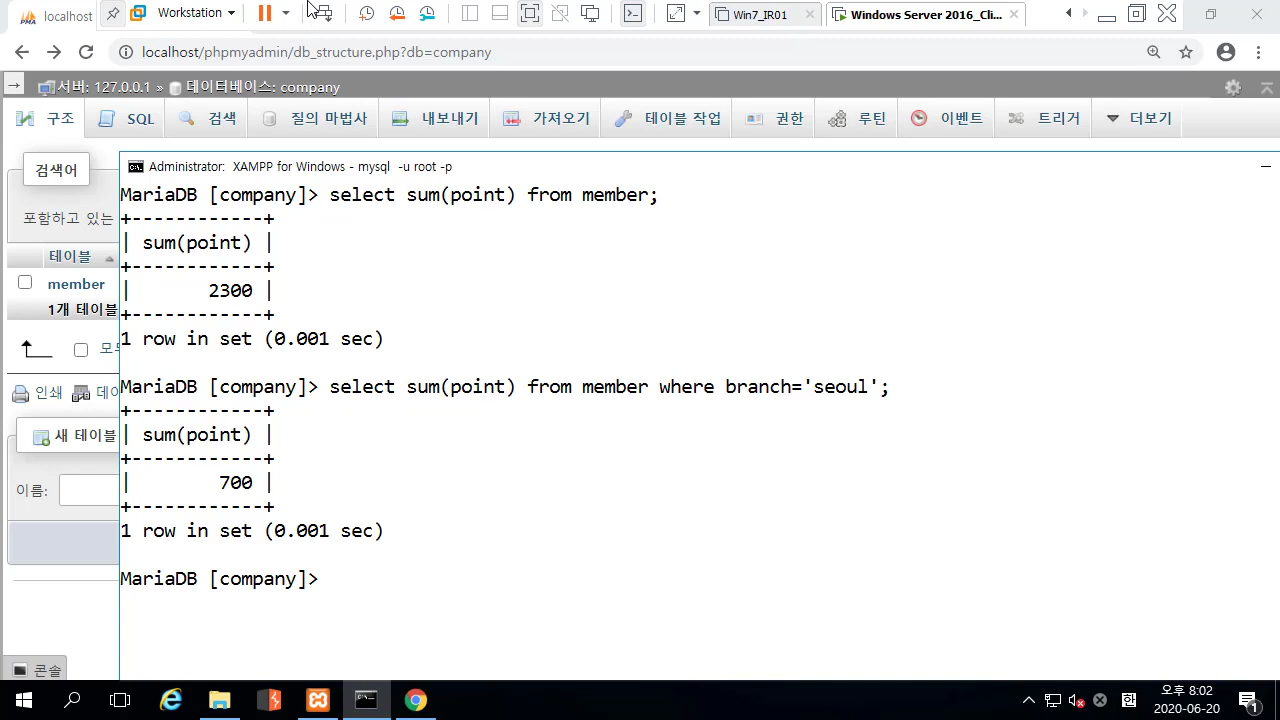 PMA
localhost
Workstation
Win7_IR01
Windows Server 2016_Cli...
localhost/phpmyadmin/db_structure.php?db=company
서버: 127.0.0.1 » 데이터베이스: company
구조 SQL 검색 질의 마법사 내보내기 가져오기 테이블 작업 권한 루틴 이벤트 트리거 더보기
검색어
포함하고 있는
테이블
member
1개 테이블
인쇄
새 테이블
이름:
콘솔
Administrator: XAMPP for Windows - mysql -u root -p
MariaDB [company]> select sum(point) from member;
+------------+
| sum(point) |
+------------+
| 2300 |
+------------+
1 row in set (0.001 sec)
MariaDB [company]> select sum(point) from member where branch='seoul';
+------------+
| sum(point) |
+------------+
| 700 |
+------------+
1 row in set (0.001 sec)
MariaDB [company]>
한
오후 8:02
2020-06-20
1